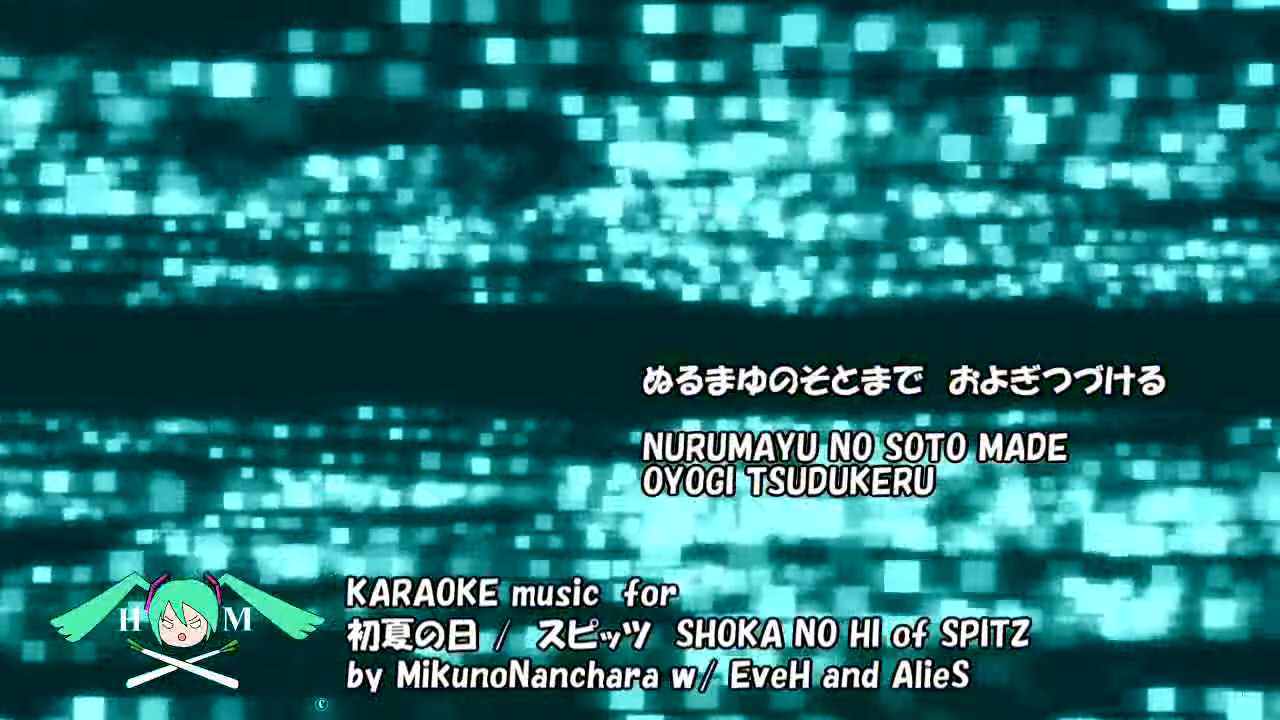 ぬるまゆのそとまで　およぎつづける
NURUMAYU NO SOTO MADE
OYOGI TSUDUKERU
H M
KARAOKE music for
初夏の日 / スピッツ SHOKA NO HI of SPITZ
by MikunoNanchara w/ EveH and AlieS
c